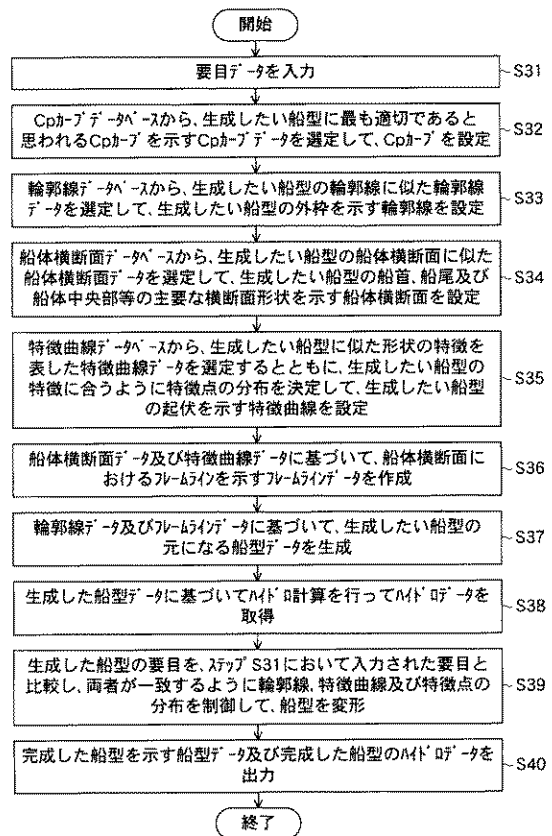 開始
要目データを入力
S31
Cpカーブデータベースから、生成したい船型に最も適切であると
思われるCpカーブを示すCpカーブデータを選定して、Cpカーブを設定
S32
輪郭線データベースから、生成したい船型の輪郭線に似た輪郭線
データを選定して、生成したい船型の外枠を示す輪郭線を設定
S33
船体横断面データベースから、生成したい船型の船体横断面に似た
船体横断面データを選定して、生成したい船型の船首、船尾及び
船体中央部等の主要な横断面形状を示す船体横断面を設定
S34
特徴曲線データベースから、生成したい船型に似た形状の特徴を
表した特徴曲線データを選定するとともに、生成したい船型の
特徴に合うように特徴点の分布を決定して、生成したい船型
の起伏を示す特徴曲線を設定
S35
船体横断面データ及び特徴曲線データに基づいて、船体横断面に
おけるフレームラインを示すフレームラインデータを作成
S36
輪郭線データ及びフレームラインデータに基づいて、生成したい船型の
元になる船型データを生成
S37
生成した船型データに基づいてハイドロ計算を行ってハイドロデータを
取得
S38
生成した船型の要目を、ステップS31において入力された要目と
比較し、両者が一致するように輪郭線,特徴曲線及び特徴点の
分布を制御して、船型を変形
S39
完成した船型を示す船型データ及び完成した船型のハイドロデータを
出力
S40
終了